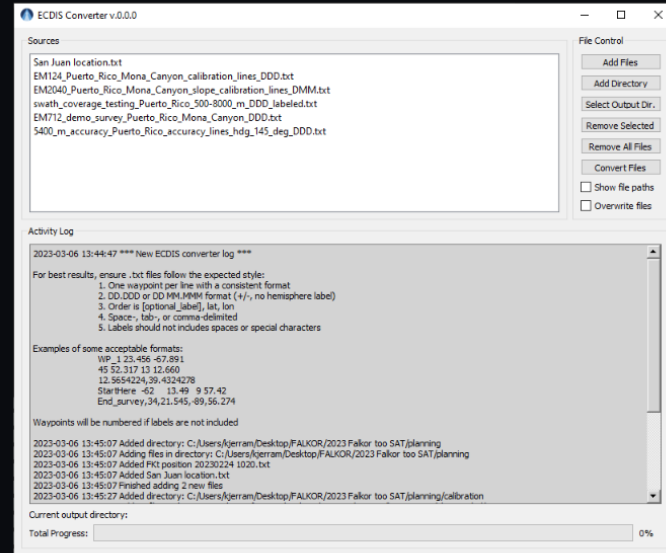 ECDIS Converter v.0.0.0
Sources
San Juan location.txt
EM124_Puerto_Rico_Mona_Canyon_calibration_lines_DDD.txt
EM2040_Puerto_Rico_Mona_Canyon_slope_calibration_lines_DMM.txt
swath_coverage_testing_Puerto_Rico_500-8000_m_DDD_labeled.txt
EM712_demo_survey_Puerto_Rico_Mona_Canyon_DDD.txt
5400_m_accuracy_Puerto_Rico_accuracy_lines_hdg_145_deg_DDD.txt
File Control
Add Files
Add Directory
Select Output Dir.
Remove Selected
Remove All Files
Convert Files
Show file paths
Overwrite files
Activity Log
2023-03-06 13:44:47 *** New ECDIS converter log ***
For best results, ensure .txt files follow the expected style:
1. One waypoint per line with a consistent format
2. DD.DDD or DD MM.MMM format (+/-, no hemisphere label)
3. Order is [optional_label], lat, lon
4. Space-, tab-, or comma-delimited
5. Labels should not includes spaces or special characters
Examples of some acceptable formats:
WP_1 23.456 -67.891
45 52.317 13 12.660
12.5654224,39.4324278
StartHere -62 13.49 9 57.42
End_survey,34,21.545,-89,56.274
Waypoints will be numbered if labels are not included
2023-03-06 13:45:07 Added directory: C:/Users/kjerram/Desktop/FALKOR/2023 Falkor too SAT/planning
2023-03-06 13:45:07 Adding files in directory: C:/Users/kjerram/Desktop/FALKOR/2023 Falkor too SAT/planning
2023-03-06 13:45:07 Added FKt position 20230224 1020.txt
2023-03-06 13:45:07 Added San Juan location.txt
2023-03-06 13:45:07 Finished adding 2 new files
2023-03-06 13:45:27 Added directory: C:/Users/kjerram/Desktop/FALKOR/2023 Falkor too SAT/planning/calibration
Current output directory:
Total Progress:
0%